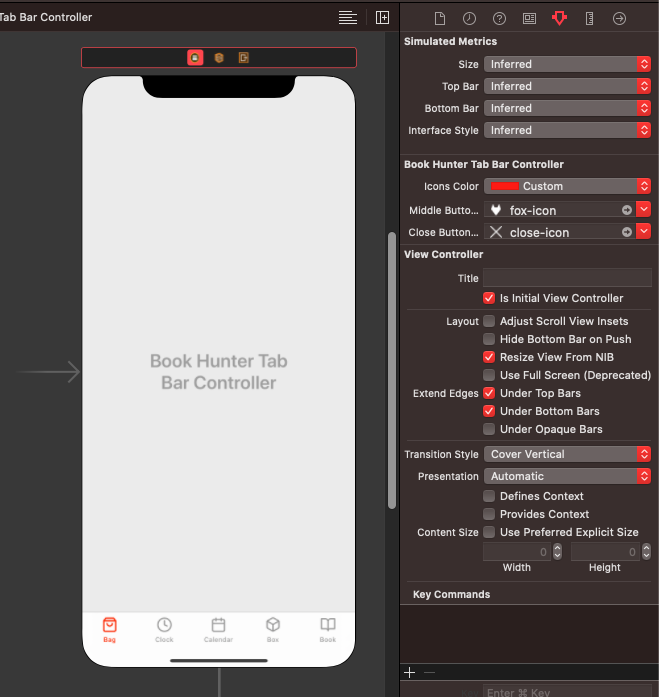 Tab Bar Controller
Simulated Metrics
Size Inferred
Top Bar Inferred
Bottom Bar Inferred
Interface Style Inferred
Book Hunter Tab Bar Controller
Icons Color Custom
Middle Butto... fox-icon
Close Button... close-icon
View Controller
Title
Is Initial View Controller
Layout Adjust Scroll View Insets
Hide Bottom Bar on Push
Resize View From NIB
Use Full Screen (Deprecated)
Extend Edges Under Top Bars
Under Bottom Bars
Under Opaque Bars
Transition Style Cover Vertical
Presentation Automatic
Defines Context
Provides Context
Content Size Use Preferred Explicit Size
0 0
Width Height
Key Commands
Enter ⌘ Key
Book Hunter Tab
Bar Controller
Bag Clock Calendar Box Book